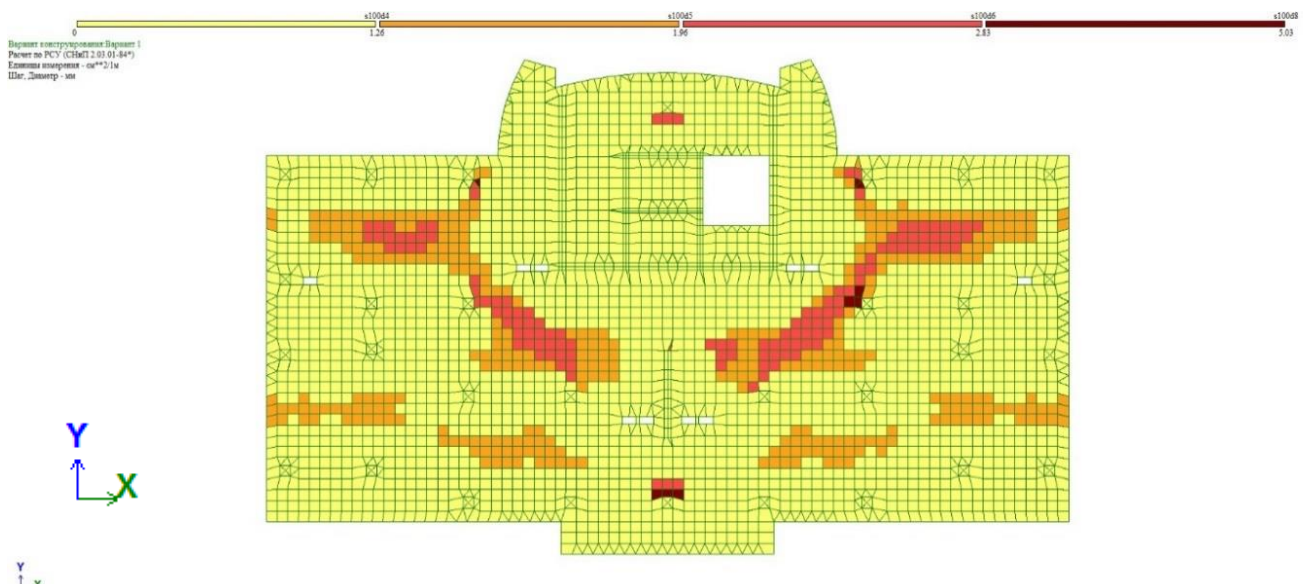 s100d4 s100d5 s100d6 s100d8
0 1.26 1.96 2.83 5.03
Вариант конструирования:Вариант 1
Расчет по РСУ (СНиП 2.03.01-84*)
Единицы измерения - см**2/1м
Шаг, Диаметр - мм
Y
X
Y
X